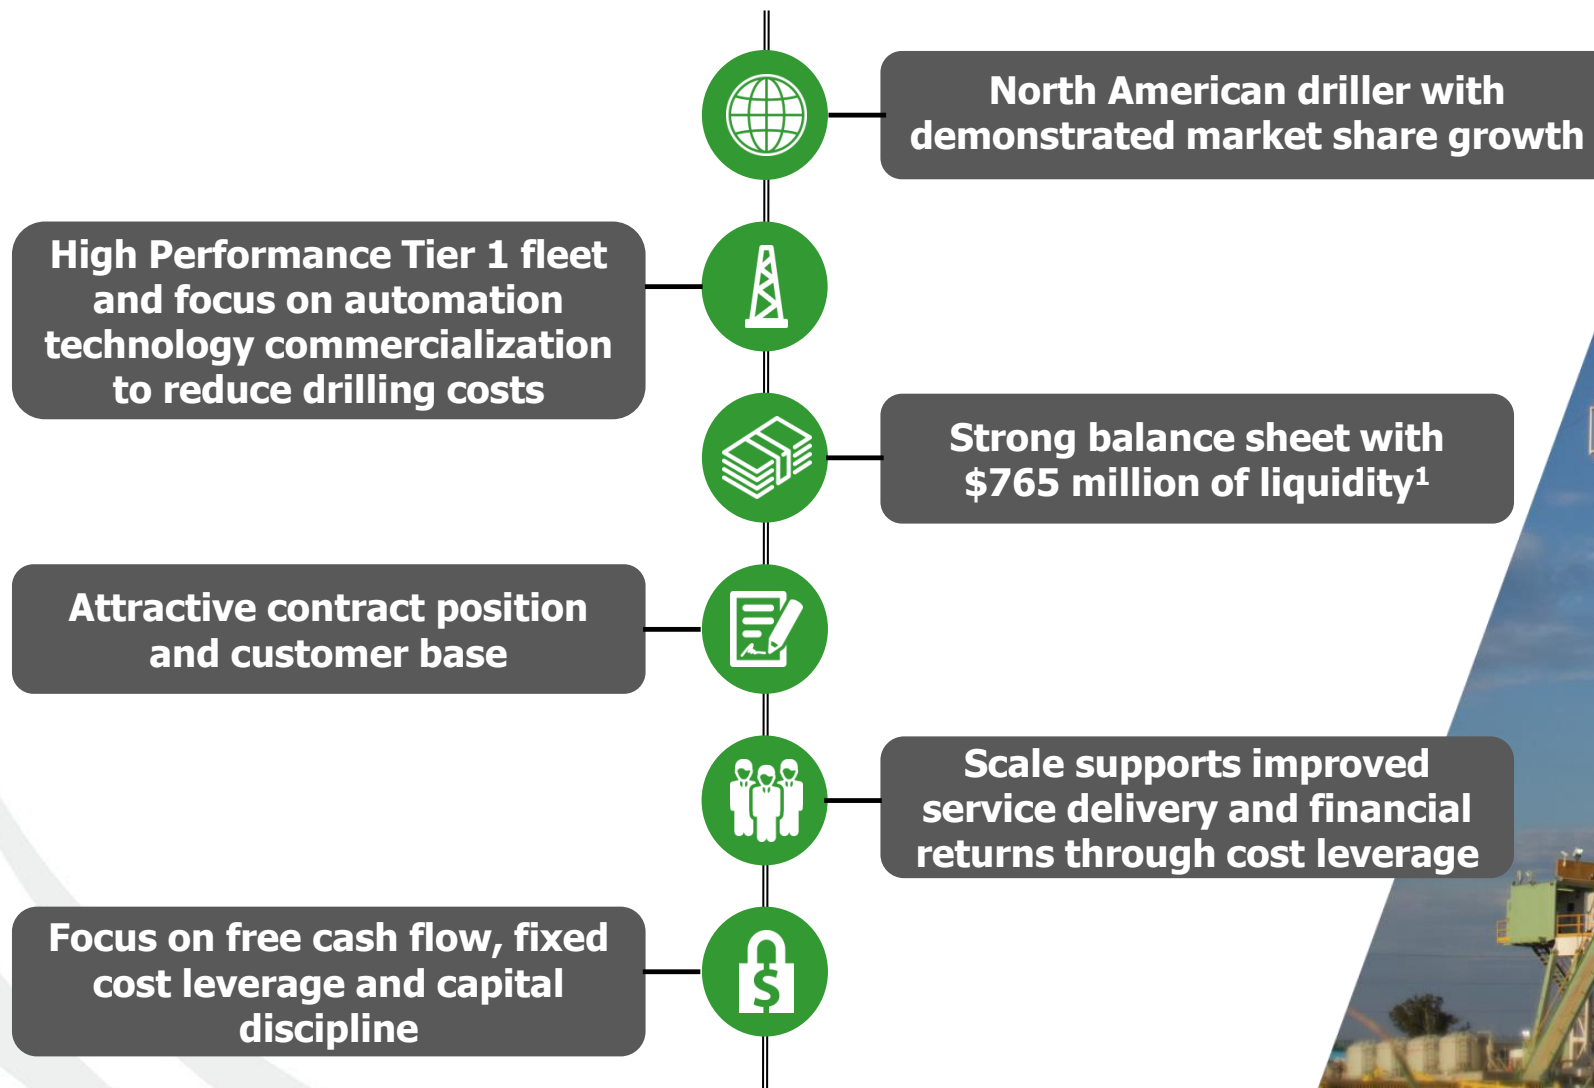 North American driller with
demonstrated market share growth
High Performance Tier 1 fleet
and focus on automation
technology commercialization
to reduce drilling costs
Strong balance sheet with
$765 million of liquidity¹
Attractive contract position
and customer base
Scale supports improved
service delivery and financial
returns through cost leverage
Focus on free cash flow, fixed
cost leverage and capital
discipline
$